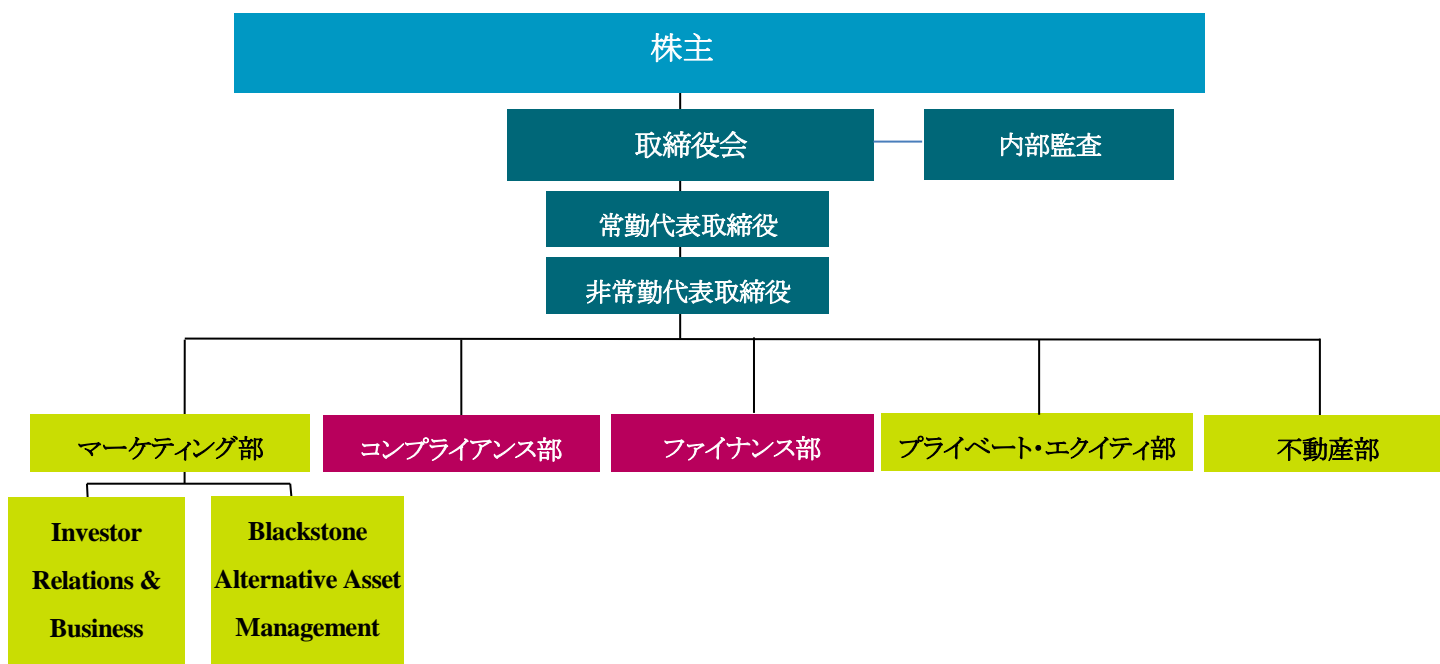 株主
取締役会
内部監査
常勤代表取締役
非常勤代表取締役
マーケティング部
コンプライアンス部
ファイナンス部
プライベート・エクイティ部
不動産部
Investor
Relations &
Business
Blackstone
Alternative Asset
Management